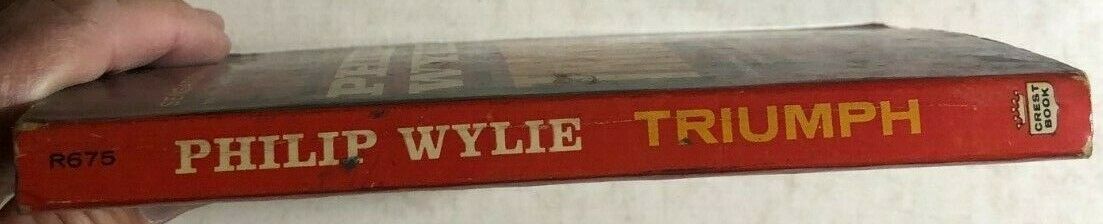 R675
PHILIP WYLIE
TRIUMPH
CREST
BOOK